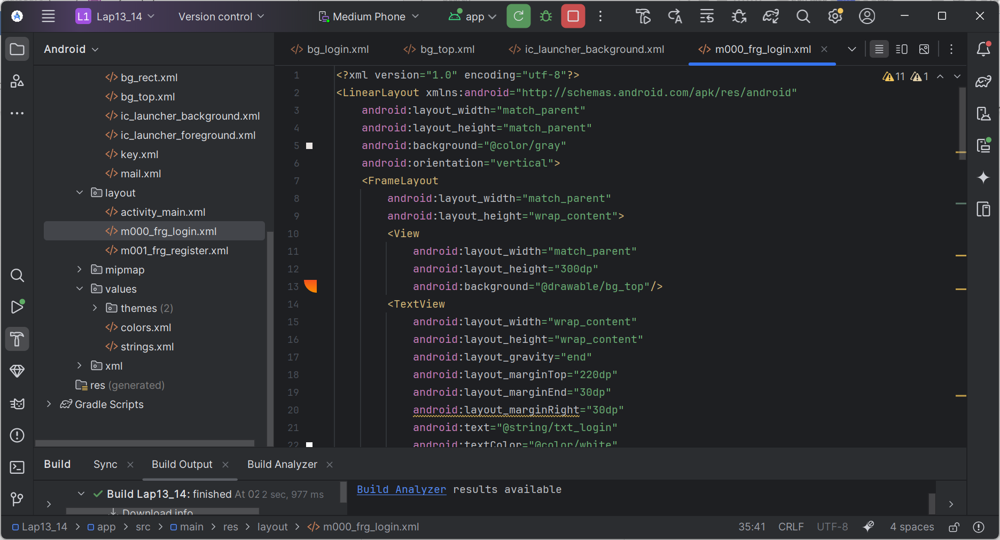 L1 Lap13_14 Version control Medium Phone app
Android
bg_rect.xml
bg_top.xml
ic_launcher_background.xml
ic_launcher_foreground.xml
key.xml
mail.xml
layout
activity_main.xml
m000_frg_login.xml
m001_frg_register.xml
mipmap
values
themes (2)
colors.xml
strings.xml
xml
res (generated)
Gradle Scripts
bg_login.xml bg_top.xml ic_launcher_background.xml m000_frg_login.xml
11 1
1 <?xml version="1.0" encoding="utf-8"?>
2 <LinearLayout xmlns:android="http://schemas.android.com/apk/res/android"
3 android:layout_width="match_parent"
4 android:layout_height="match_parent"
5 android:background="@color/gray"
6 android:orientation="vertical">
7 <FrameLayout
8 android:layout_width="match_parent"
9 android:layout_height="wrap_content">
10 <View
11 android:layout_width="match_parent"
12 android:layout_height="300dp"
13 android:background="@drawable/bg_top"/>
14 <TextView
15 android:layout_width="wrap_content"
16 android:layout_height="wrap_content"
17 android:layout_gravity="end"
18 android:layout_marginTop="220dp"
19 android:layout_marginEnd="30dp"
20 android:layout_marginRight="30dp"
21 android:text="@string/txt_login"
22 android:textColor="@color/white"
Build Sync Build Output Build Analyzer
Build Lap13_14: finished At 02 2 sec, 977 ms
Download info
Build Analyzer results available
Lap13_14 > app > src > main > res > layout > m000_frg_login.xml
35:41 CRLF UTF-8 4 spaces